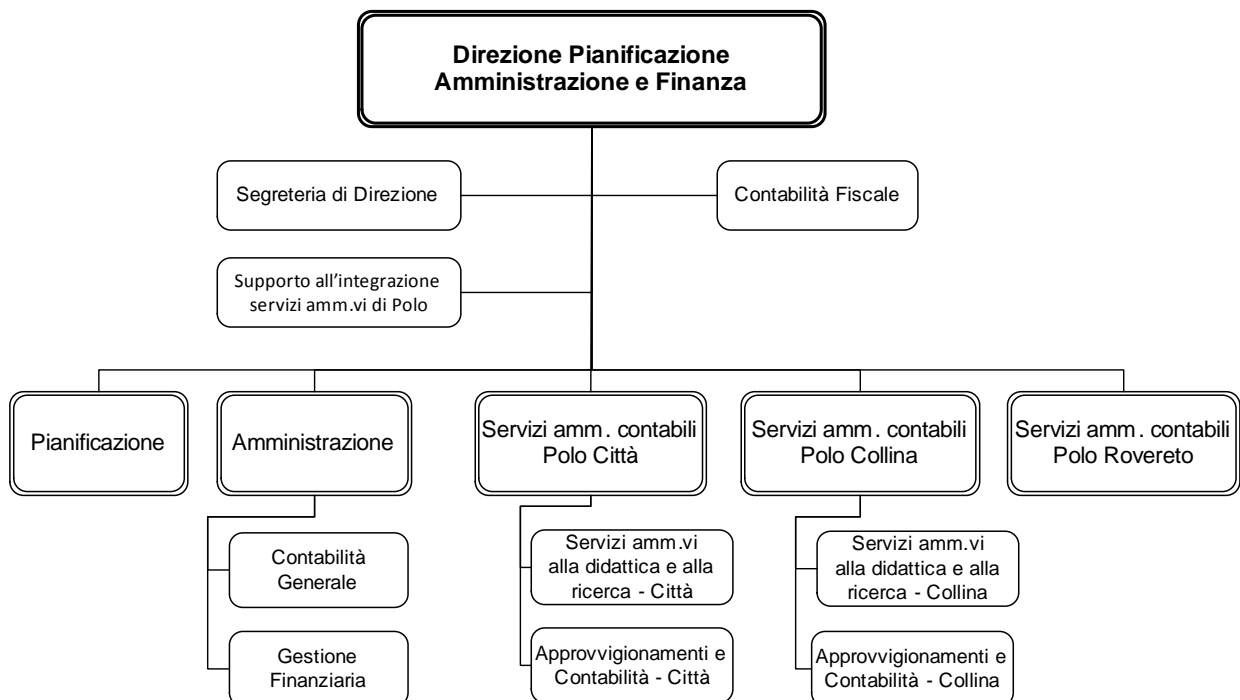 Direzione Pianificazione
Amministrazione e Finanza
Segreteria di Direzione
Contabilità Fiscale
Supporto all'integrazione
servizi amm.vi di Polo
Pianificazione
Amministrazione
Servizi amm. contabili
Polo Città
Servizi amm. contabili
Polo Collina
Servizi amm. contabili
Polo Rovereto
Contabilità
Generale
Gestione
Finanziaria
Servizi amm.vi
alla didattica e alla
ricerca - Città
Approvvigionamenti e
Contabilità - Città
Servizi amm.vi
alla didattica e alla
ricerca - Collina
Approvvigionamenti e
Contabilità - Collina